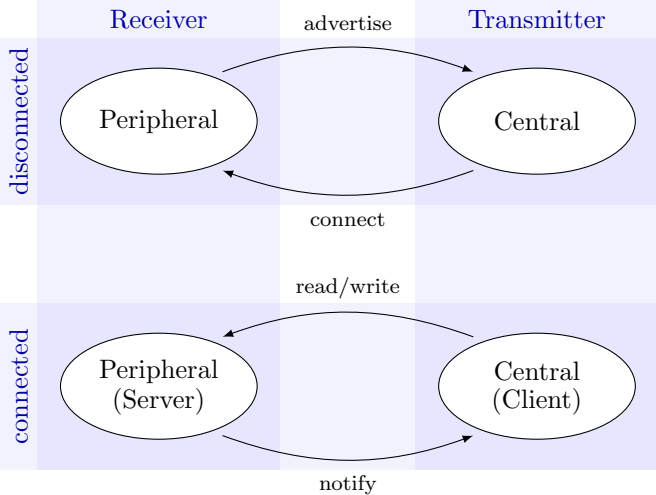 Receiver
Transmitter
advertise
disconnected
Peripheral
Central
connect
read/write
connected
Peripheral
(Server)
Central
(Client)
notify